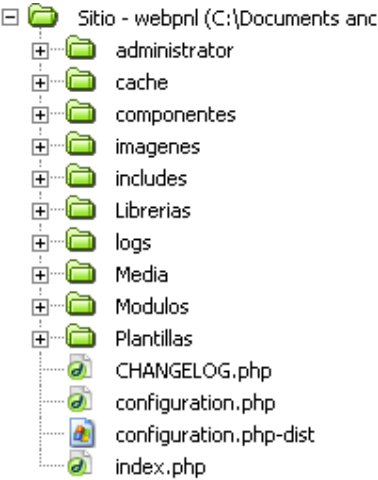 Sitio - webpnl (C:\Documents and
administrator
cache
componentes
imagenes
includes
Librerias
logs
Media
Modulos
Plantillas
CHANGELOG.php
configuration.php
configuration.php-dist
index.php